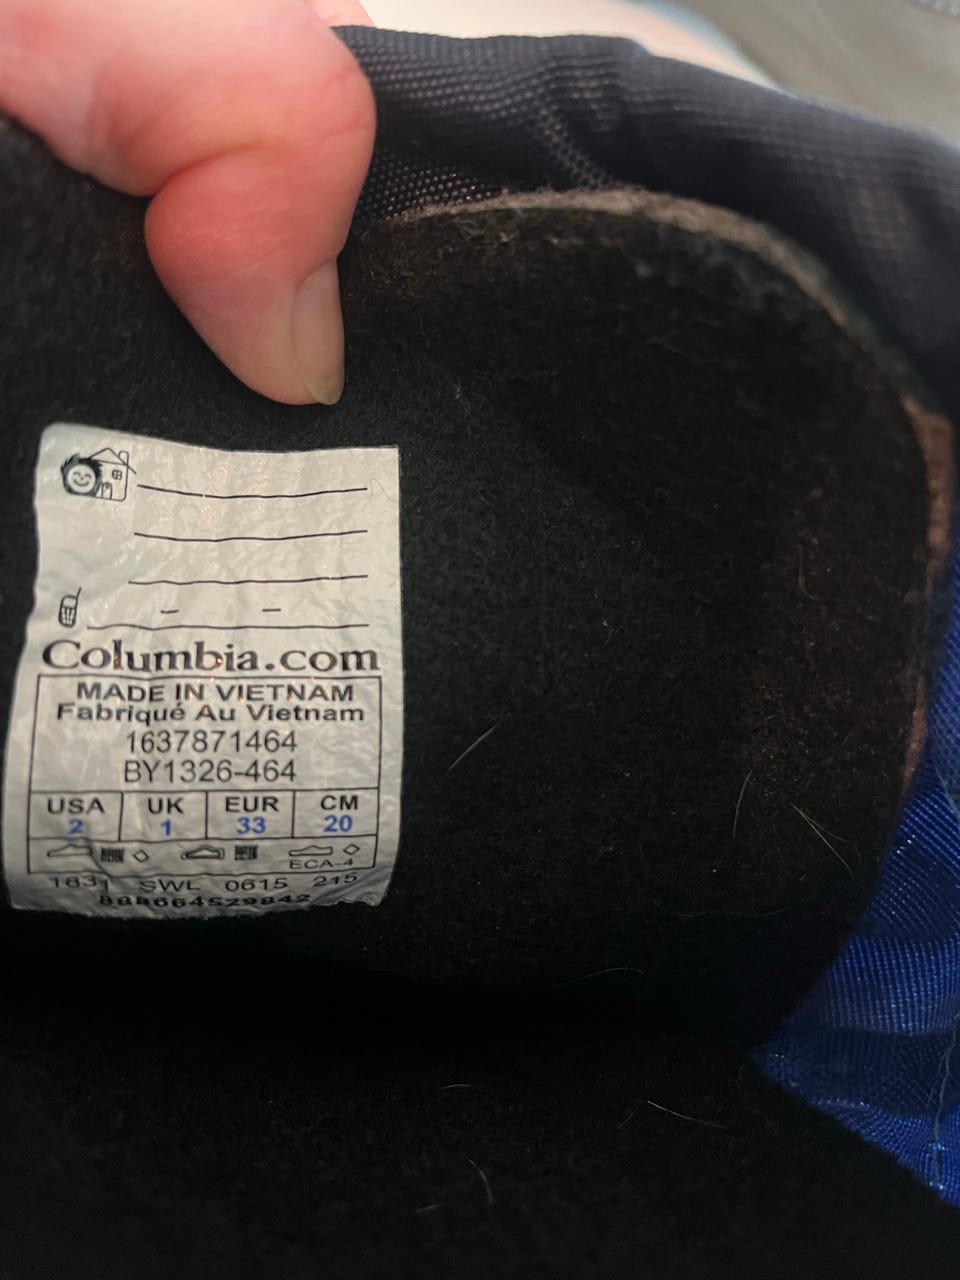 Columbia.com
MADE IN VIETNAM
Fabriqué Au Vietnam
1637871464
BY1326-464
USA UK EUR CM
2 1 33 20
ECA-4
1831 SWL 0615 215
888664529842